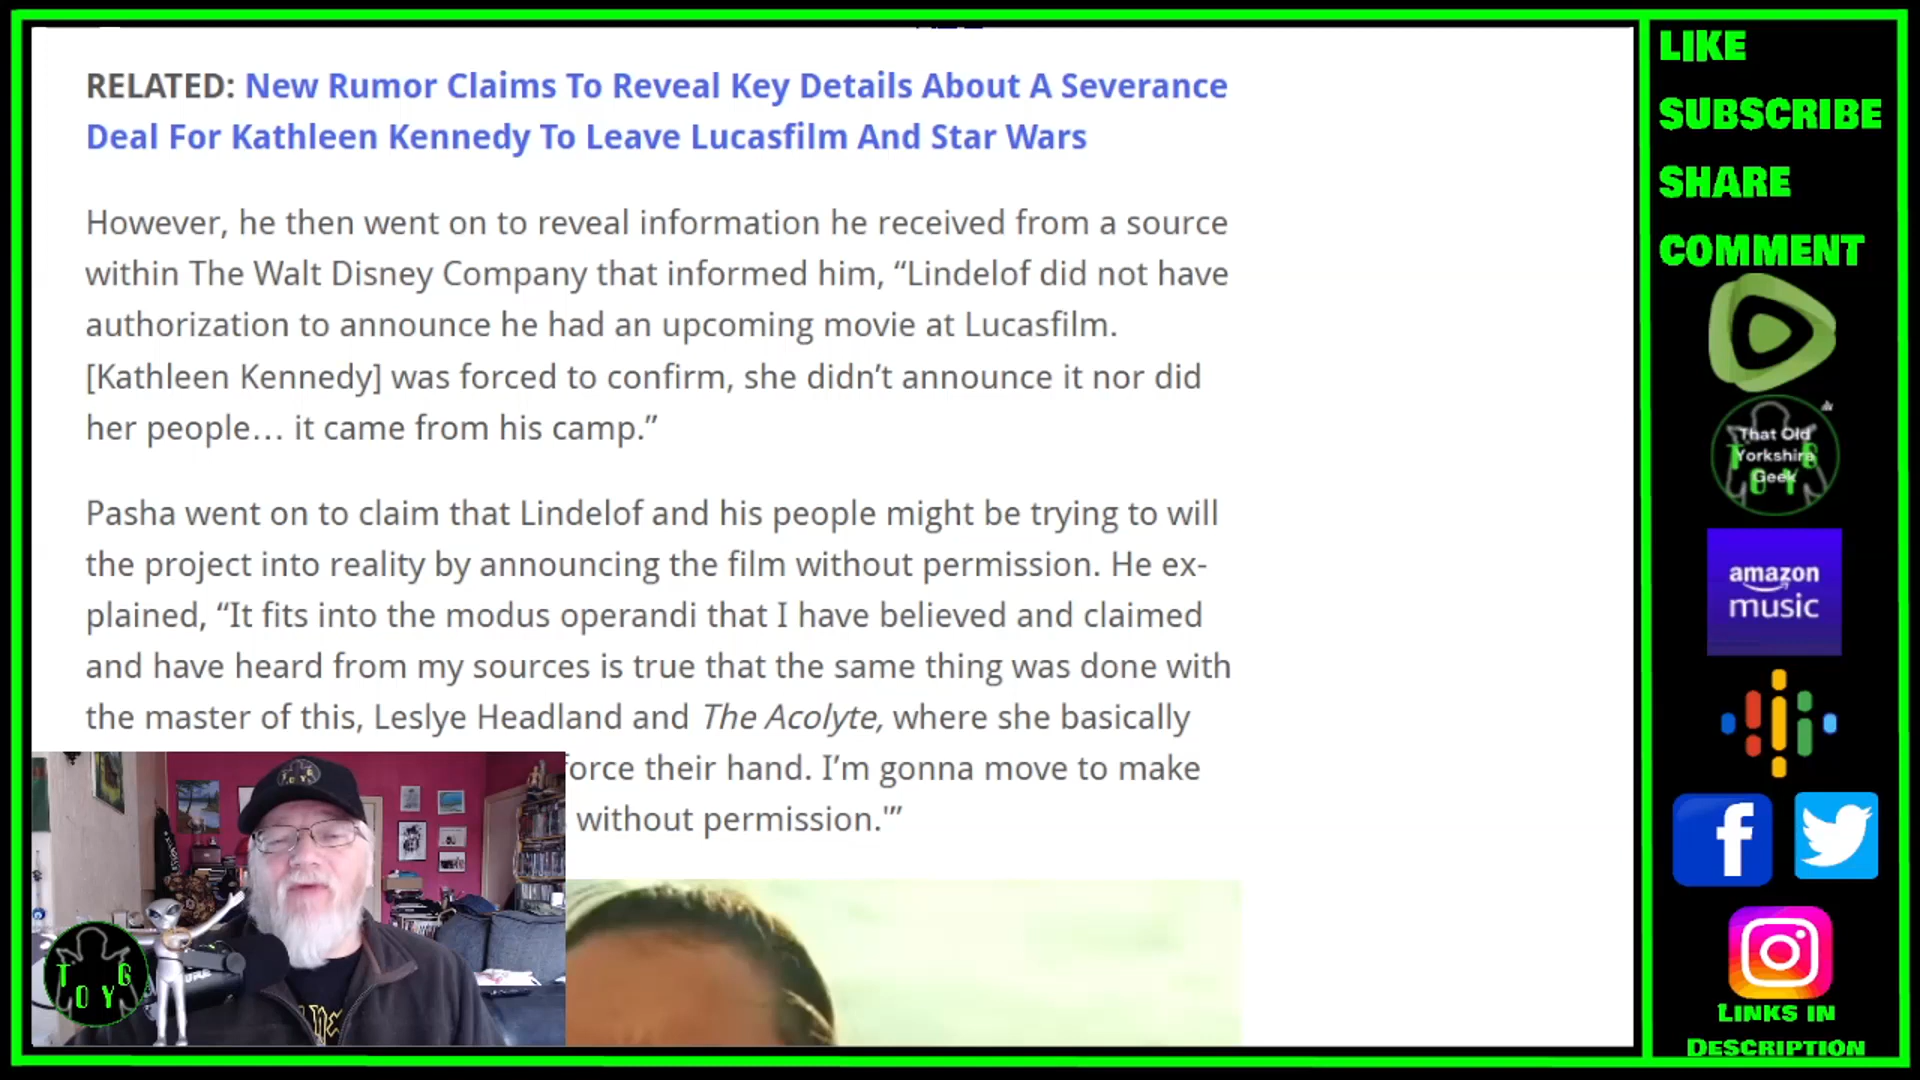 RELATED: New Rumor Claims To Reveal Key Details About A Severance
Deal For Kathleen Kennedy To Leave Lucasfilm And Star Wars
However, he then went on to reveal information he received from a source
within The Walt Disney Company that informed him, “Lindelof did not have
authorization to announce he had an upcoming movie at Lucasfilm.
[Kathleen Kennedy] was forced to confirm, she didn’t announce it nor did
her people… it came from his camp.”
Pasha went on to claim that Lindelof and his people might be trying to will
the project into reality by announcing the film without permission. He ex-
plained, “It fits into the modus operandi that I have believed and claimed
and have heard from my sources is true that the same thing was done with
the master of this, Leslye Headland and The Acolyte, where she basically
force their hand. I’m gonna move to make
without permission.'”
TOYG
TOYG
LIKE
SUBSCRIBE
SHARE
COMMENT
That Old
Yorkshire
Geek
amazon
music
LINKS IN
DESCRIPTION